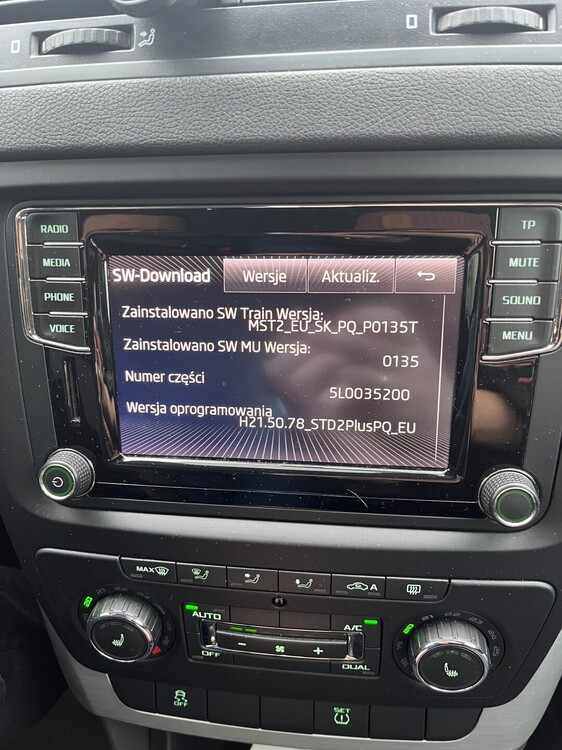 RADIO
MEDIA
PHONE
VOICE
TP
MUTE
SOUND
MENU
SW-Download Wersje Aktualiz.
Zainstalowano SW Train Wersja:
MST2_EU_SK_PQ_P0135T
Zainstalowano SW MU Wersja:
0135
Numer części
5L0035200
Wersja oprogramowania
H21.50.78_STD2PlusPQ_EU
MAX
A
AUTO
A/C
OFF
DUAL
- +
OFF
SET